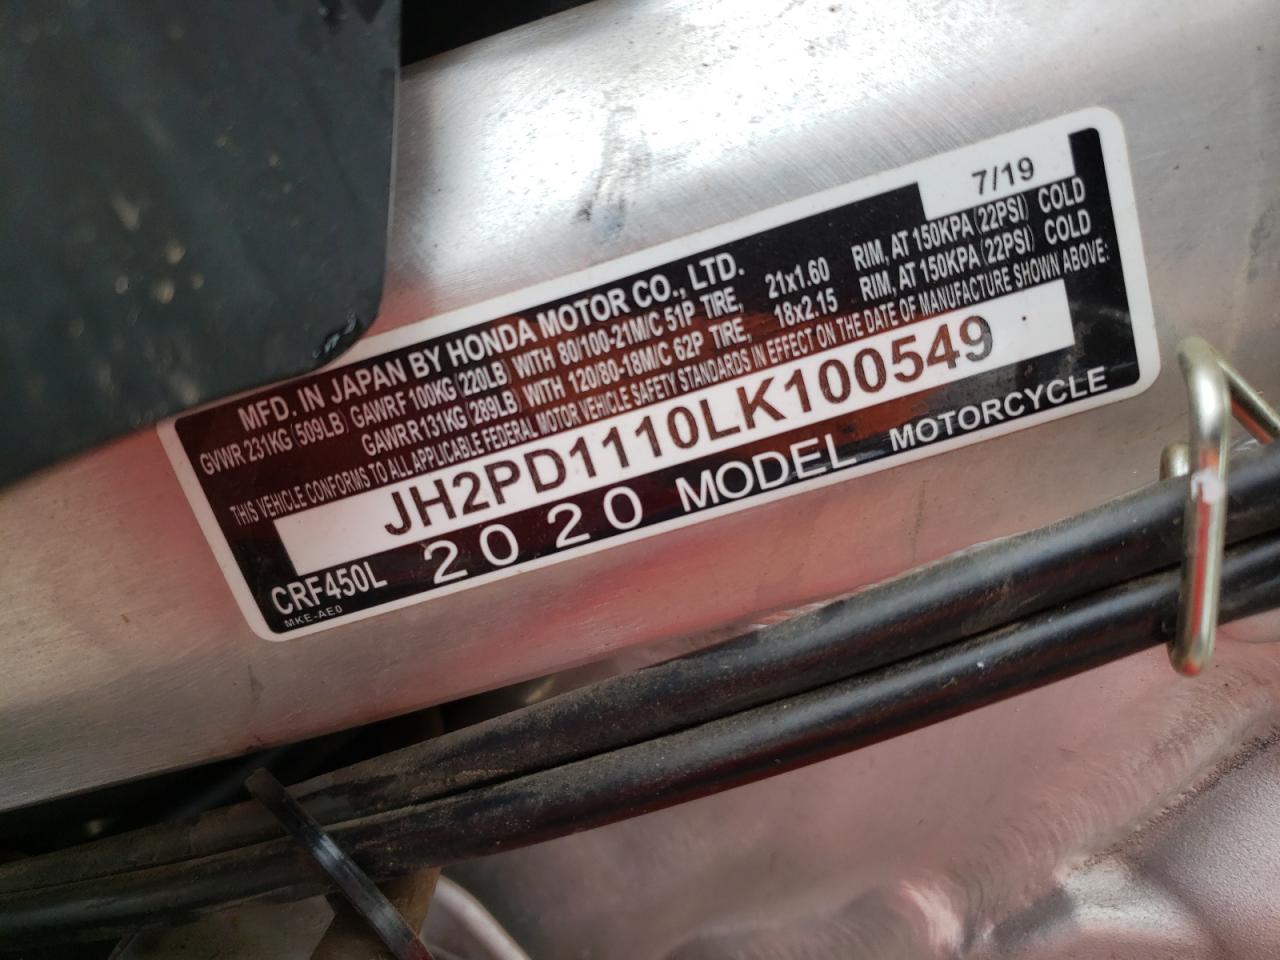 7/19
MFD. IN JAPAN BY HONDA MOTOR CO., LTD.
GVWR 231KG (509LB) GAWRF 100KG (220LB) WITH 80/100-21M/C 51P TIRE, 21x1.60 RIM, AT 150KPA (22PSI) COLD
GAWRR 131KG (289LB) WITH 120/80-18M/C 62P TIRE, 18x2.15 RIM, AT 150KPA (22PSI) COLD
THIS VEHICLE CONFORMS TO ALL APPLICABLE FEDERAL MOTOR VEHICLE SAFETY STANDARDS IN EFFECT ON THE DATE OF MANUFACTURE SHOWN ABOVE:
JH2PD1110LK100549
CRF450L 2020 MODEL MOTORCYCLE
MKE-AE0